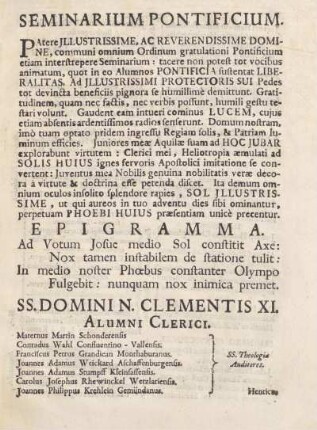 SEMINARIUM PONTIFICIUM.
PAtere JLLUSTRISSIME, AC REVERENDISSIME DOMI-
NE, communi omnium Ordinum gratulationi Pontificium
etiam interstrepere Seminarium: tacere non potest tot vocibus
animatum, quot in eo Alumnos PONTIFICIA sustentat LIBE-
RALITAS. Ad JLLUSTRISSIMI PROTECTORIS SUI Pedes
tot devincta beneficiis pignora se humillimè demittunt. Grati-
tudinem, quam nec factis, nec verbis possunt, humili gestu te-
stari volunt. Gaudent eam intueri cominus LUCEM, cujus
etiam absentis ardentissimos radios senserunt. Domum nostram,
imò tuam optato pridem ingressu Regiam solis, & Patriam lu-
minum efficies. Juniores meæ Aquilæ suam ad HOC JUBAR
explorabunt virtutem: Clerici mei, Heliotropia æmulati ad
SOLIS HUIUS ignes fervoris Apostolici imitatione se con-
vertent: Juventus mea Nobilis genuina nobilitatis veræ deco-
ra à virtute & doctrina esse petenda discet. Ita demum om-
nium oculos insolito splendore rapies, SOL JLLUSTRIS-
SIME, ut qui aureos in tuo adventu dies sibi ominantur,
perpetuam PHOEBI HUIUS præsentiam unicè precentur.
EPIGRAMMA.
Ad Votum Josue medio Sol constitit Axe:
Nox tamen instabilem de statione tulit:
In medio noster Phœbus constanter Olympo
Fulgebit: nunquam nox inimica premet.
SS. DOMINI N. CLEMENTIS XI.
ALUMNI CLERICI.
Maternus Martin Schonderensis
Conradus Wahl Confluentino-Vallensis.
Franciscus Petrus Grandjean Monthaburanus.
Joannes Adamus Weickard Aschaffenburgensis.
Joannes Adamus Stumpff Kleinfassensis.
Carolus Josephus Rhewinckel Wetzlariensis.
Joannes Philippus Krehlein Gemündanus.
SS. Theologiæ
Auditores.
Henricus